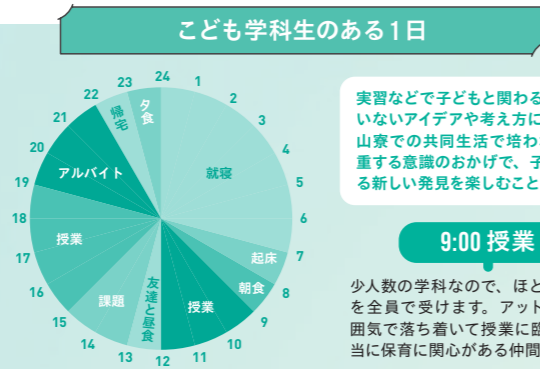 こども学科生のある1日
24
1
2
3
4
5
6
7
8
9
10
11
12
13
14
15
16
17
18
19
20
21
22
23
就寝
起床
朝食
授業
友達と昼食
課題
授業
アルバイト
帰宅
夕食
実習などで子どもと関わる
いないアイデアや考え方に
山寮での共同生活で培わ
重する意識のおかげで、子
る新しい発見を楽しむこと
9:00 授業
少人数の学科なので、ほと
を全員で受けます。アット
囲気で落ち着いて授業に臨
当に保育に関心がある仲間